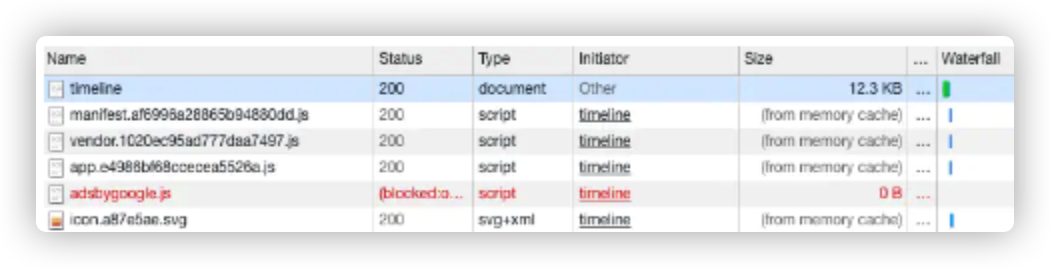 Name Status Type Initiator Size ... Waterfall
timeline 200 document Other 12.3 KB ...
manifest.af6996a28865b94880dd.js 200 script timeline (from memory cache) ...
vendor.1020ec95ad777daa7497.js 200 script timeline (from memory cache) ...
app.e4986bf68ccecea5526a.js 200 script timeline (from memory cache) ...
adsbygoogle.js (blocked:o... script timeline 0 B ...
icon.a87e5ae.svg 200 svg+xml timeline (from memory cache) ...